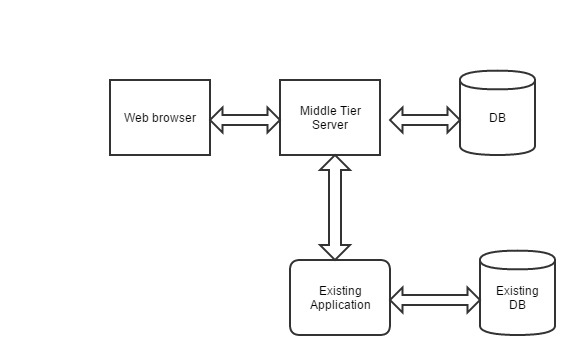 Web browser
Middle Tier
Server
DB
Existing
Application
Existing
DB